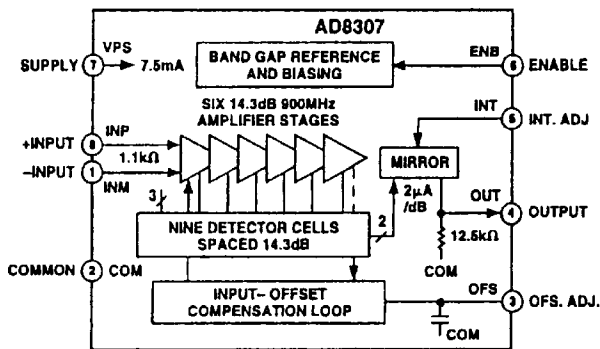 AD8307
SUPPLY 7 VPS 7.5mA
BAND GAP REFERENCE
AND BIASING
ENB 6 ENABLE
SIX 14.3dB 900MHz
AMPLIFIER STAGES
INT 5 INT. ADJ
+INPUT 8 INP
1.1kΩ
–INPUT 1 INM
MIRROR
3
2µA
/dB
2
OUT 4 OUTPUT
NINE DETECTOR CELLS
SPACED 14.3dB
12.5kΩ
COM
COMMON 2 COM
INPUT– OFFSET
COMPENSATION LOOP
OFS 3 OFS. ADJ.
COM